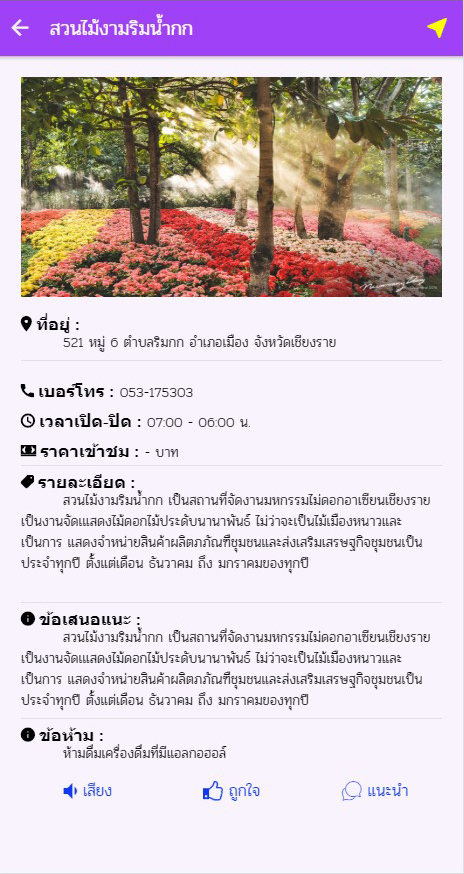 สวนไม้งามริมน้ำกก
ที่อยู่ :
521 หมู่ 6 ตำบลริมกก อำเภอเมือง จังหวัดเชียงราย
เบอร์โทร : 053-175303
เวลาเปิด-ปิด : 07:00 - 06:00 น.
ราคาเข้าชม : - บาท
รายละเอียด :
สวนไม้งามริมน้ำกก เป็นสถานที่จัดงานมหกรรมไม่ดอกอาเซียนเชียงราย
เป็นงานจัดแสดงไม้ดอกไม้ประดับนานาพันธ์ ไม่ว่าจะเป็นไม้เมืองหนาวและ
เป็นการ แสดงจำหน่ายสินค้าผลิตภภัณฑ๊ชุมชนและส่งเสริมเศรษฐกิจชุมชนเป็น
ประจำทุกปี ตั้งแต่เดือน ธันวาคม ถึง มกราคมของทุกปี
ข้อเสนอแนะ :
สวนไม้งามริมน้ำกก เป็นสถานที่จัดงานมหกรรมไม่ดอกอาเซียนเชียงราย
เป็นงานจัดแสดงไม้ดอกไม้ประดับนานาพันธ์ ไม่ว่าจะเป็นไม้เมืองหนาวและ
เป็นการ แสดงจำหน่ายสินค้าผลิตภภัณฑ๊ชุมชนและส่งเสริมเศรษฐกิจชุมชนเป็น
ประจำทุกปี ตั้งแต่เดือน ธันวาคม ถึง มกราคมของทุกปี
ข้อห้าม :
ห้ามดื่มเครื่องดื่มที่มีแอลกอฮอล์
เสียง ถูกใจ แนะนำ